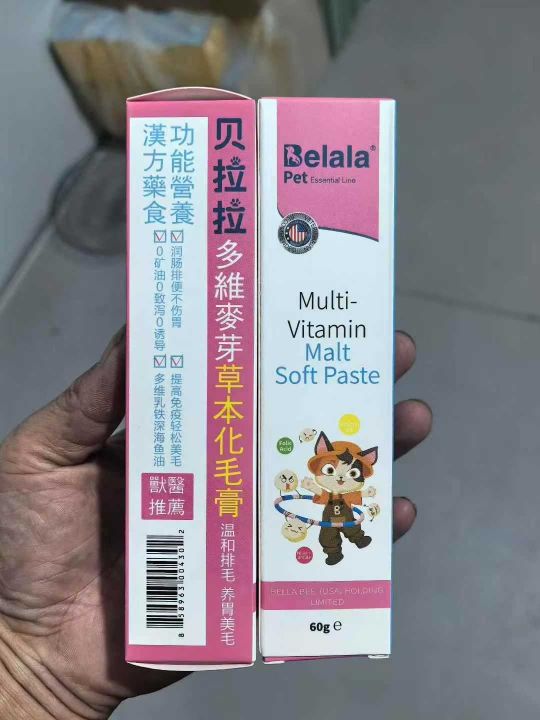 贝拉拉
多維麥芽草本化毛膏
温和排毛 养胃美毛
功能營養
漢方藥食
润肠排便不伤胃
0矿油0致泻0诱导
提高免疫轻松美毛
多维乳铁深海鱼油
獸醫
推薦
8 58963 00430 2
Belala®
Pet Essential Line
Multi-
Vitamin
Malt
Soft Paste
Folic
Acid
B
BELLA BEE (USA) HOLDING
LIMITED
60g e